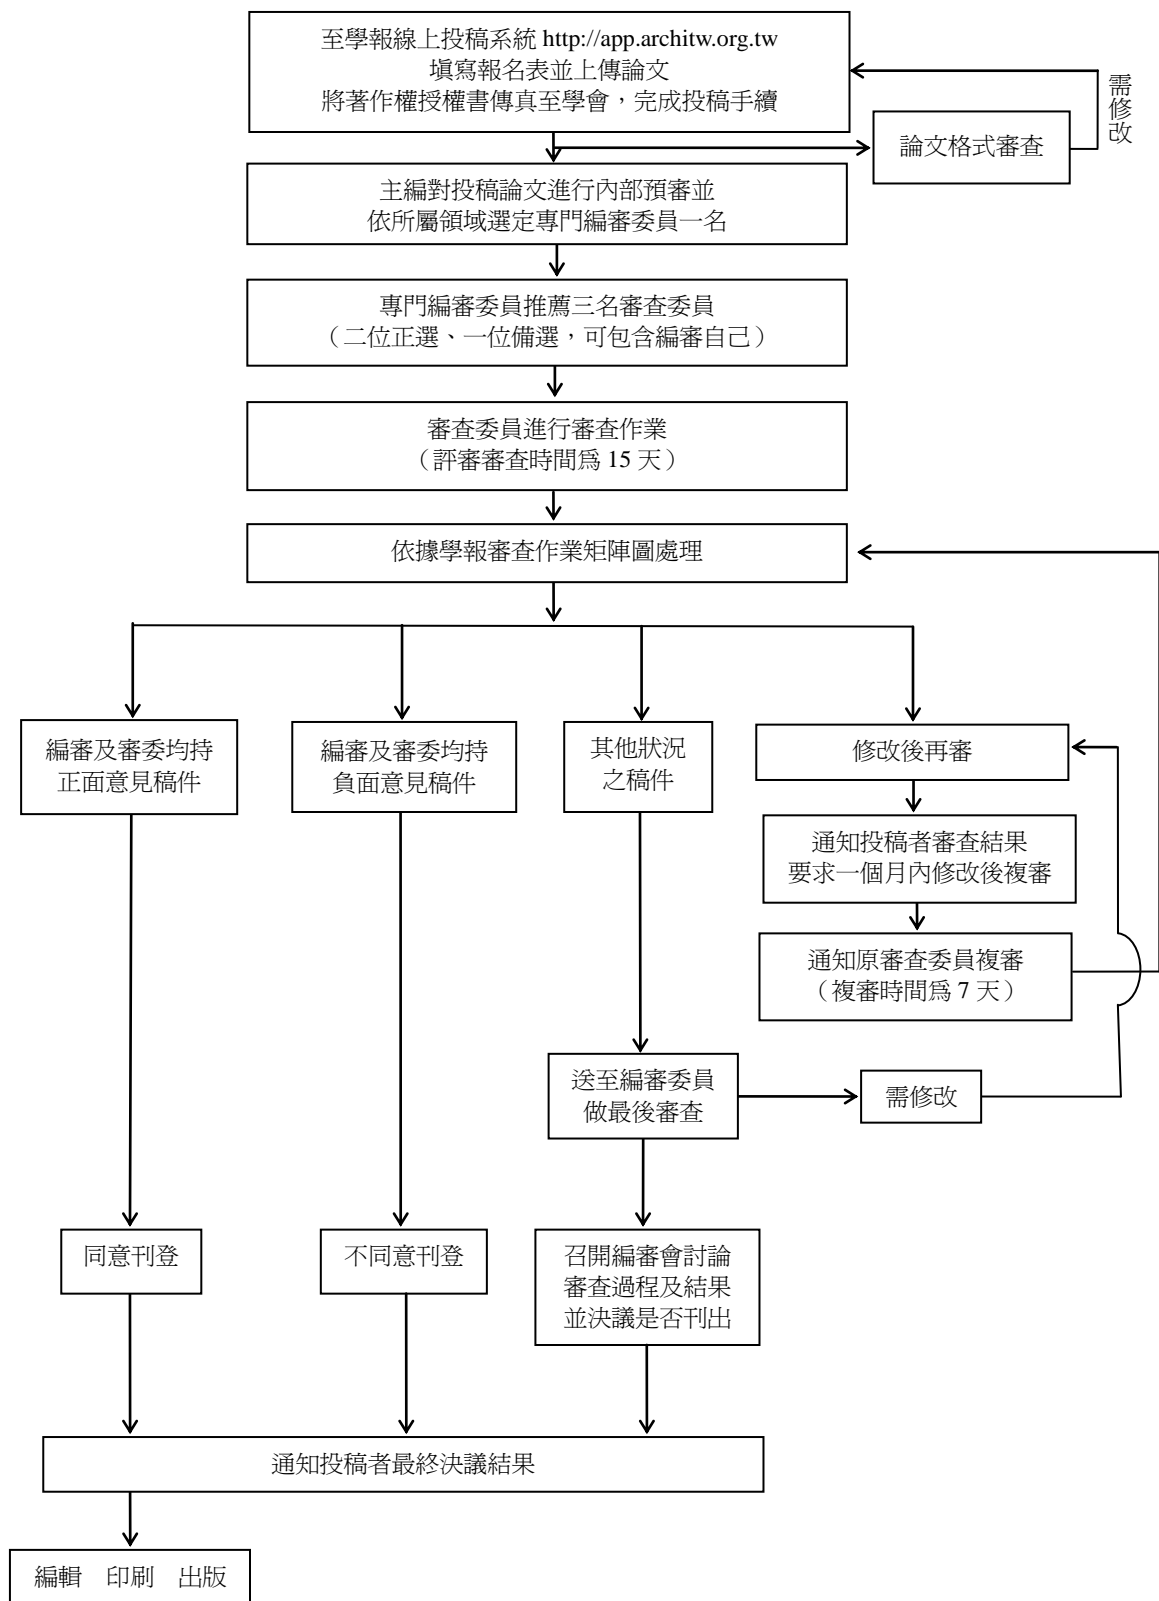 至學報線上投稿系統 http://app.architw.org.tw
填寫報名表並上傳論文
將著作權授權書傳真至學會，完成投稿手續
需修改
論文格式審查
主編對投稿論文進行內部預審並
依所屬領域選定專門編審委員一名
專門編審委員推薦三名審查委員
（二位正選、一位備選，可包含編審自己）
審查委員進行審查作業
（評審審查時間為 15 天）
依據學報審查作業矩陣圖處理
編審及審委均持
正面意見稿件
編審及審委均持
負面意見稿件
其他狀況
之稿件
修改後再審
通知投稿者審查結果
要求一個月內修改後複審
通知原審查委員複審
（複審時間為 7 天）
送至編審委員
做最後審查
需修改
同意刊登
不同意刊登
召開編審會討論
審查過程及結果
並決議是否刊出
通知投稿者最終決議結果
編輯　印刷　出版